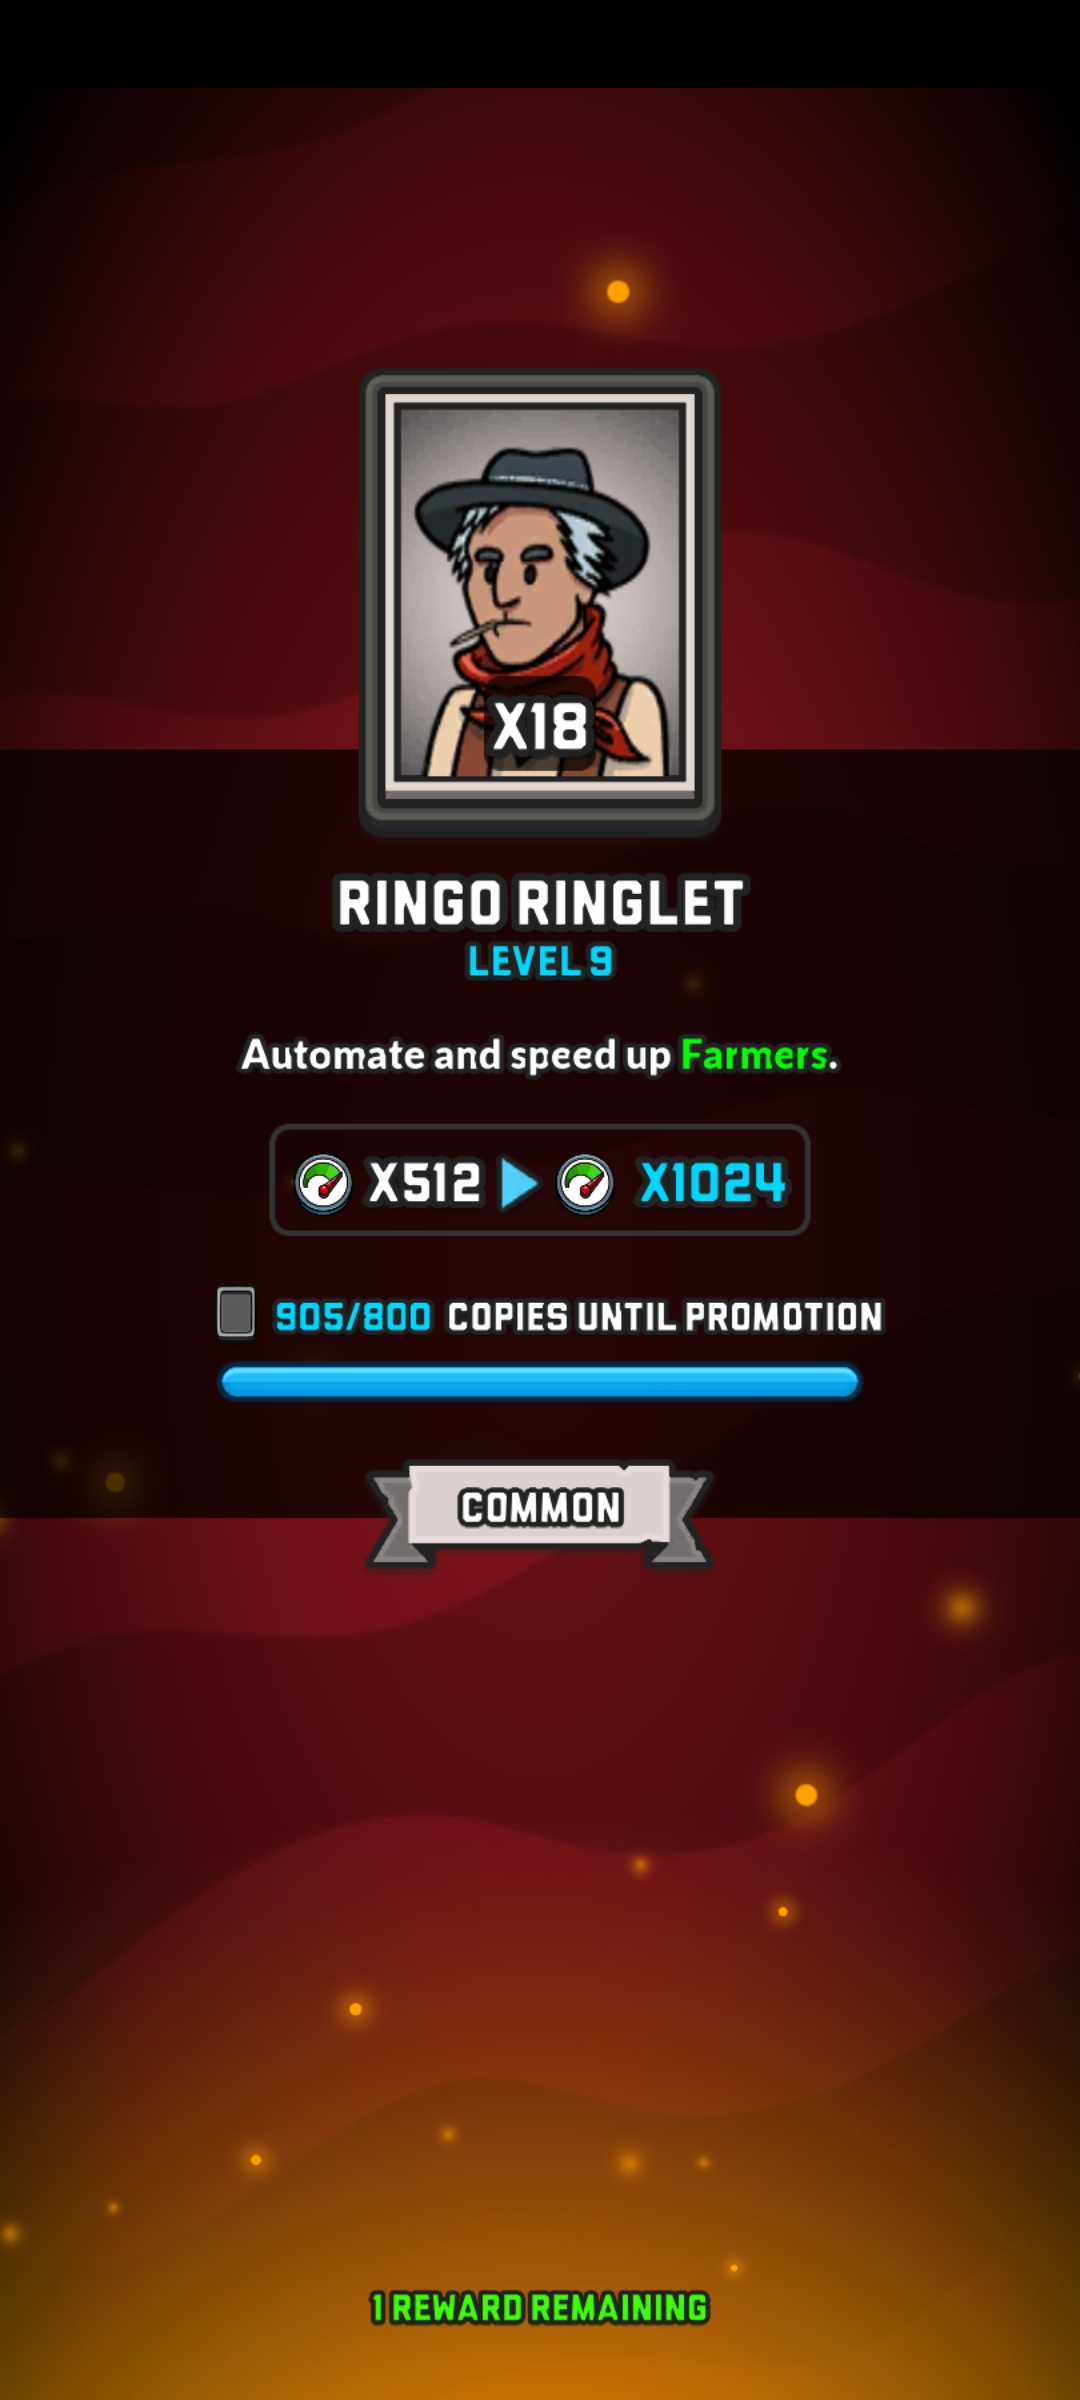 X18
RINGO RINGLET
LEVEL 9
Automate and speed up Farmers.
X512 X1024
905/800 COPIES UNTIL PROMOTION
COMMON
1 REWARD REMAINING